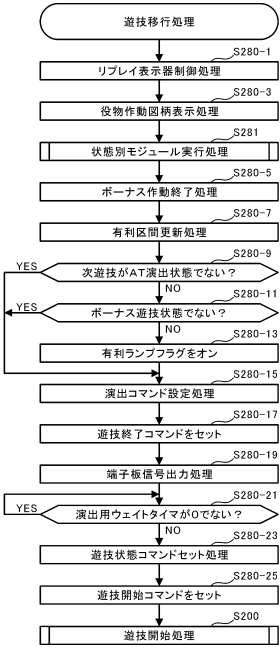 遊技移行処理
S280-1
リプレイ表示器制御処理
S280-3
役物作動図柄表示処理
S281
状態別モジュール実行処理
S280-5
ボーナス作動終了処理
S280-7
有利区間更新処理
S280-9
YES
次遊技がAT演出状態でない？
NO
S280-11
YES
ボーナス遊技状態でない？
NO
S280-13
有利ランプフラグをオン
S280-15
演出コマンド設定処理
S280-17
遊技終了コマンドをセット
S280-19
端子板信号出力処理
S280-21
YES
演出用ウェイトタイマが0でない？
NO
S280-23
遊技状態コマンドセット処理
S280-25
遊技開始コマンドをセット
S200
遊技開始処理